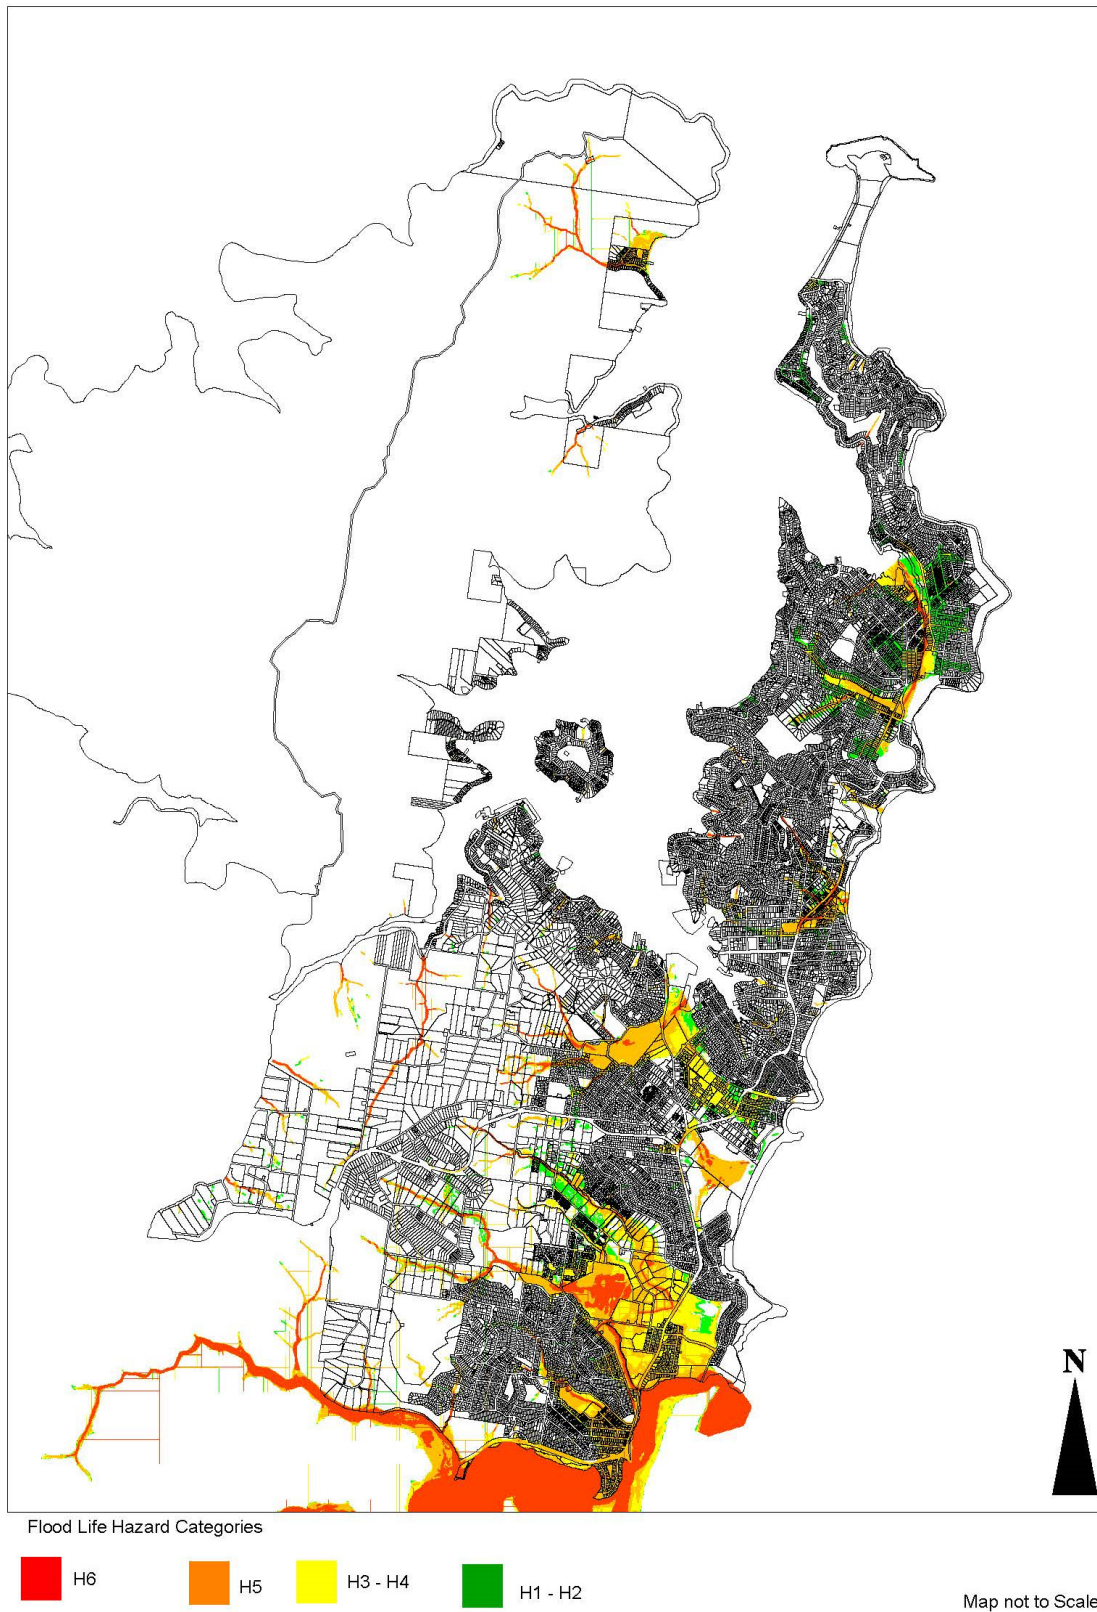 N
Flood Life Hazard Categories
H6
H5
H3 - H4
H1 - H2
Map not to Scale